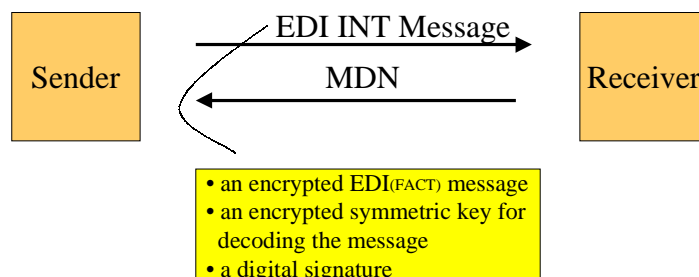 EDI INT Message
Sender
MDN
Receiver
• an encrypted EDI(FACT) message
• an encrypted symmetric key for
decoding the message
• a digital signature